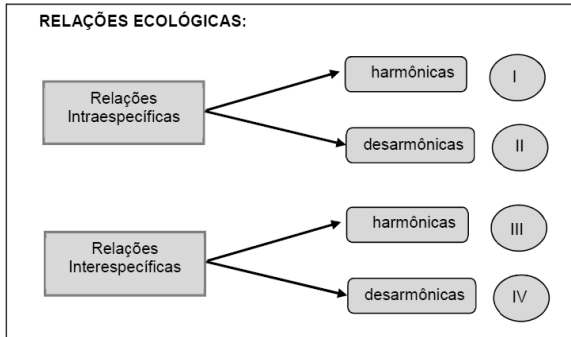 RELAÇÕES ECOLÓGICAS:
Relações
Intraespecíficas
harmônicas
I
desarmônicas
II
Relações
Interespecíficas
harmônicas
III
desarmônicas
IV